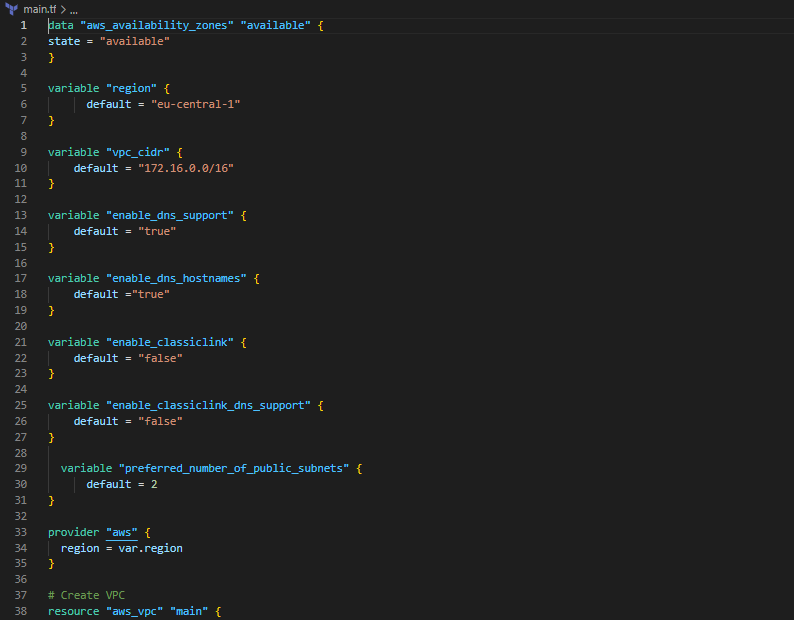 main.tf > ...
1 data "aws_availability_zones" "available" {
2 state = "available"
3 }
4
5 variable "region" {
6 default = "eu-central-1"
7 }
8
9 variable "vpc_cidr" {
10 default = "172.16.0.0/16"
11 }
12
13 variable "enable_dns_support" {
14 default = "true"
15 }
16
17 variable "enable_dns_hostnames" {
18 default ="true"
19 }
20
21 variable "enable_classiclink" {
22 default = "false"
23 }
24
25 variable "enable_classiclink_dns_support" {
26 default = "false"
27 }
28
29 variable "preferred_number_of_public_subnets" {
30 default = 2
31 }
32
33 provider "aws" {
34 region = var.region
35 }
36
37 # Create VPC
38 resource "aws_vpc" "main" {